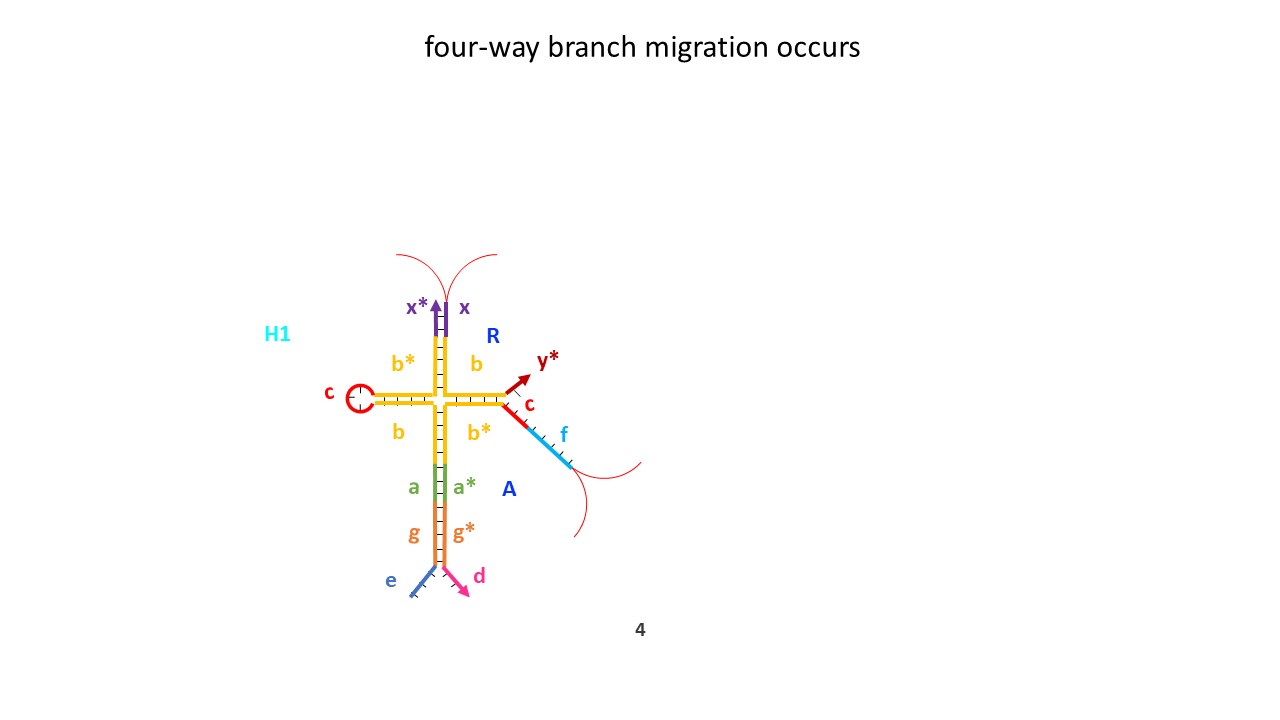 four-way branch migration occurs
x* x
H1 R
b* b y*
c c
b b* f
a a* A
g g*
e d
4